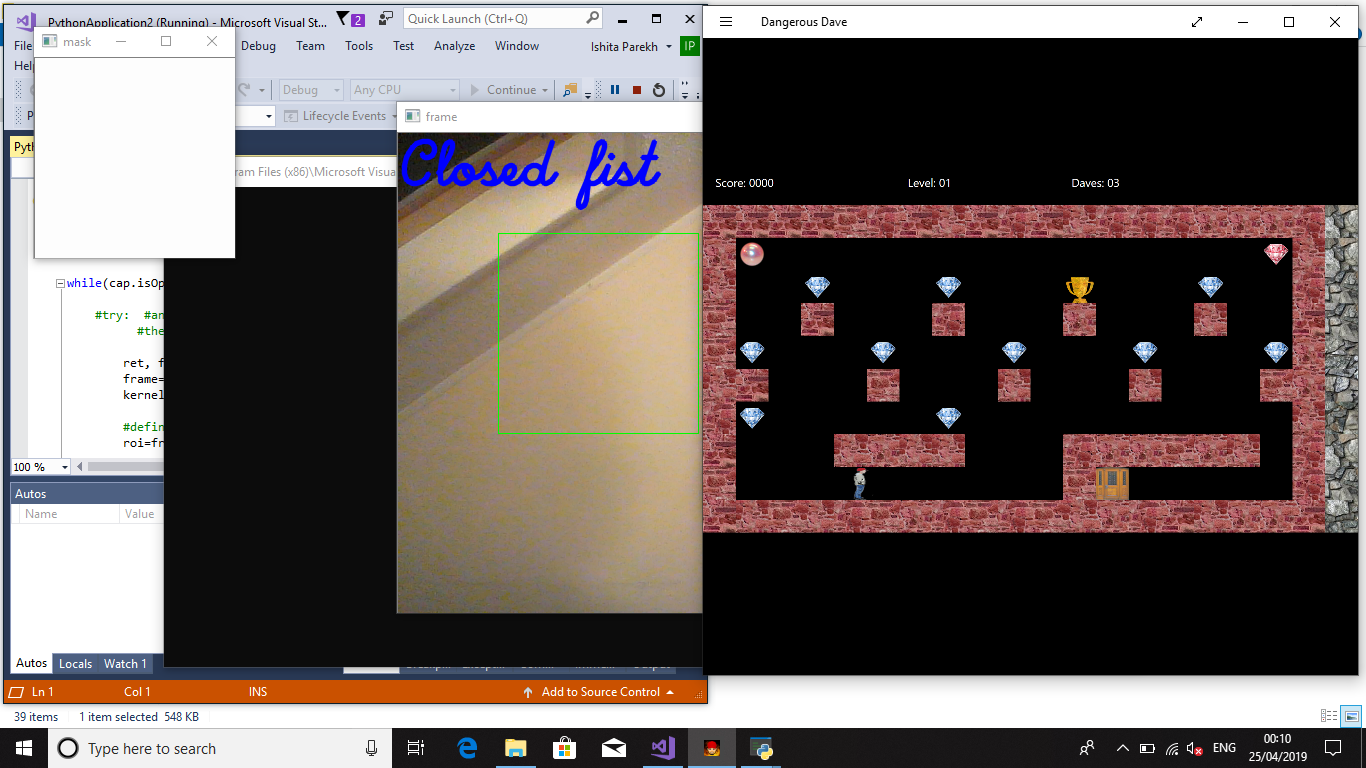 PythonApplication2 (Running) - Microsoft Visual St...
2
Quick Launch (Ctrl+Q)
File
Debug
Team
Tools
Test
Analyze
Window
Ishita Parekh
IP
Help
Debug
Any CPU
Continue
Lifecycle Events
mask
frame
Closed fist
ram Files (x86)\Microsoft Visua
while(cap.isOp
#try: #an
#the
ret, f
frame=
kernel
#defin
roi=fr
100 %
Autos
Name
Value
Autos
Locals
Watch 1
Ln 1
Col 1
INS
Add to Source Control
39 items
1 item selected 548 KB
Dangerous Dave
Score: 0000
Level: 01
Daves: 03
Type here to search
ENG
00:10
25/04/2019